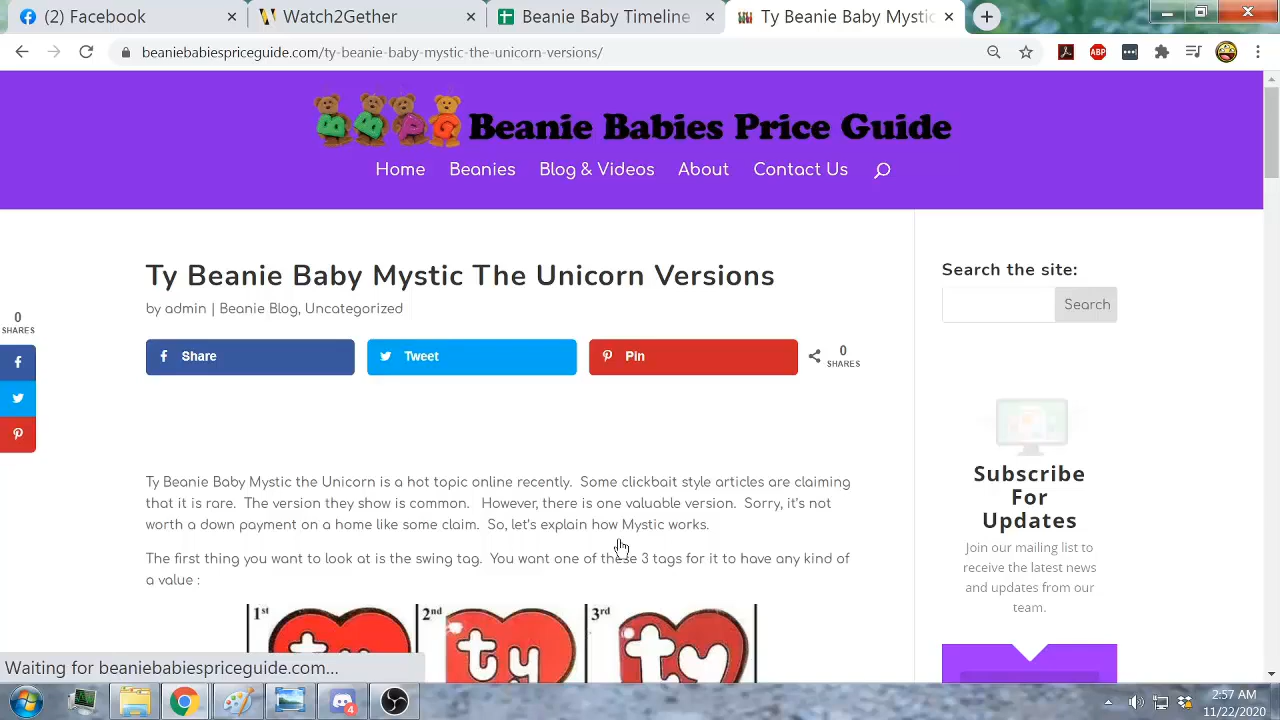 (2) Facebook
Watch2Gether
Beanie Baby Timeline
Ty Beanie Baby Mystic
beaniebabiespriceguide.com/ty-beanie-baby-mystic-the-unicorn-versions/
ABP
BBPG
Beanie Babies Price Guide
Home Beanies Blog & Videos About Contact Us
Ty Beanie Baby Mystic The Unicorn Versions
by admin | Beanie Blog, Uncategorized
0
SHARES
Share
Tweet
Pin
0
SHARES
Ty Beanie Baby Mystic the Unicorn is a hot topic online recently. Some clickbait style articles are claiming
that it is rare. The version they show is common. However, there is one valuable version. Sorry, it's not
worth a down payment on a home like some claim. So, let's explain how Mystic works.
The first thing you want to look at is the swing tag. You want one of these 3 tags for it to have any kind of
a value :
1st
2nd
3rd
ty
ty
ty
Search the site:
Search
Subscribe
For
Updates
Join our mailing list to
receive the latest news
and updates from our
team.
Waiting for beaniebabiespriceguide.com...
4
2:57 AM
11/22/2020